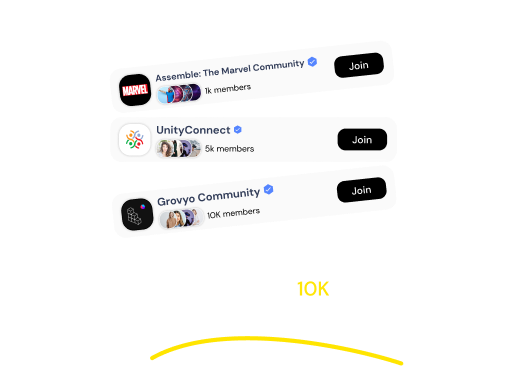 Assemble: The Marvel Community
1k members
Join
MARVEL
UnityConnect
5k members
Join
Grovyo Community
10K members
Join
10K